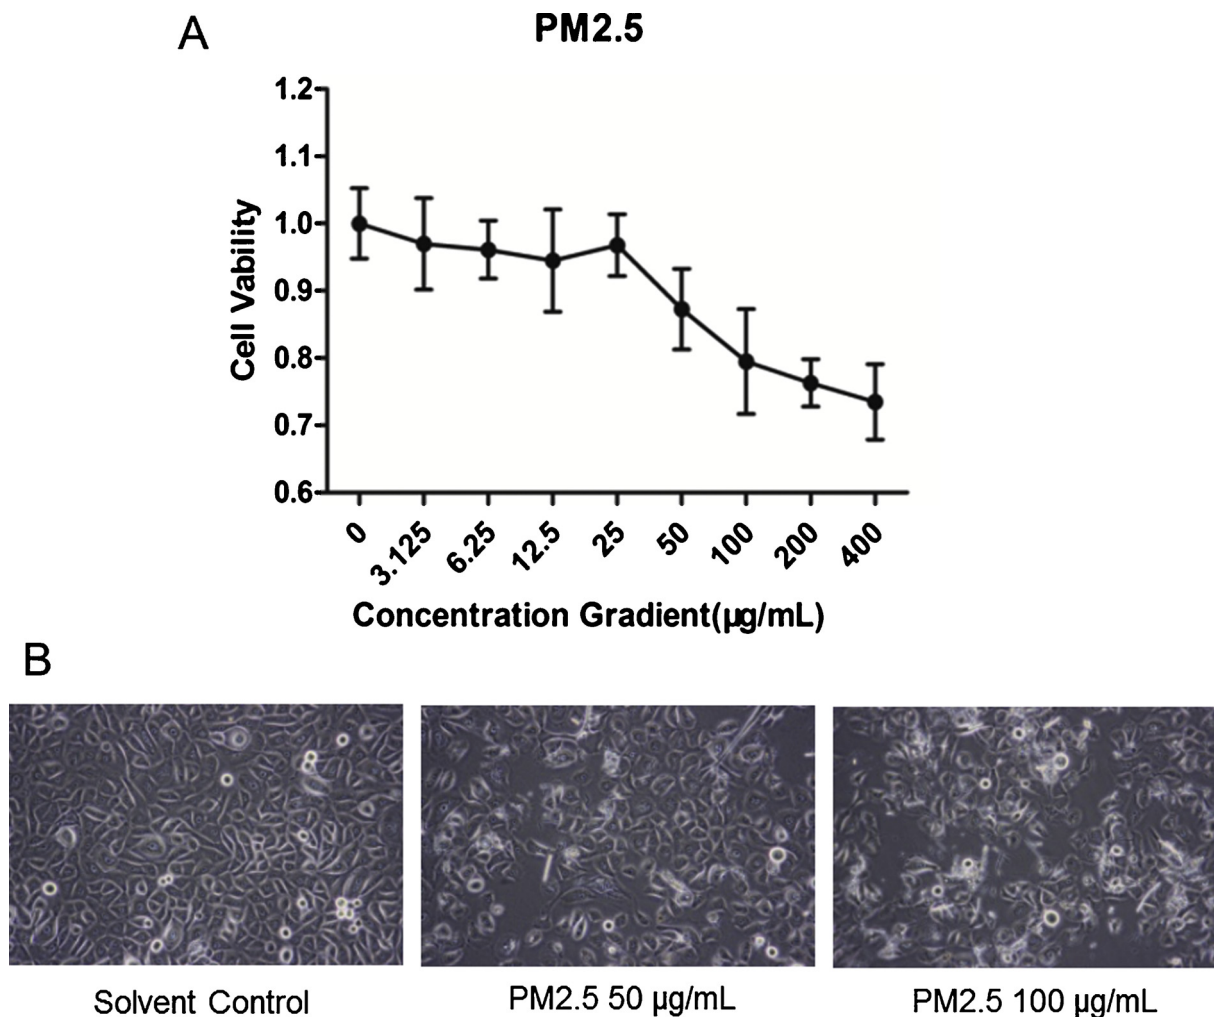 A
PM2.5
1.2
1.1
1.0
0.9
0.8
0.7
0.6
Cell Vability
0
3.125
6.25
12.5
25
50
100
200
400
Concentration Gradient(µg/mL)
B
Solvent Control
PM2.5 50 µg/mL
PM2.5 100 µg/mL